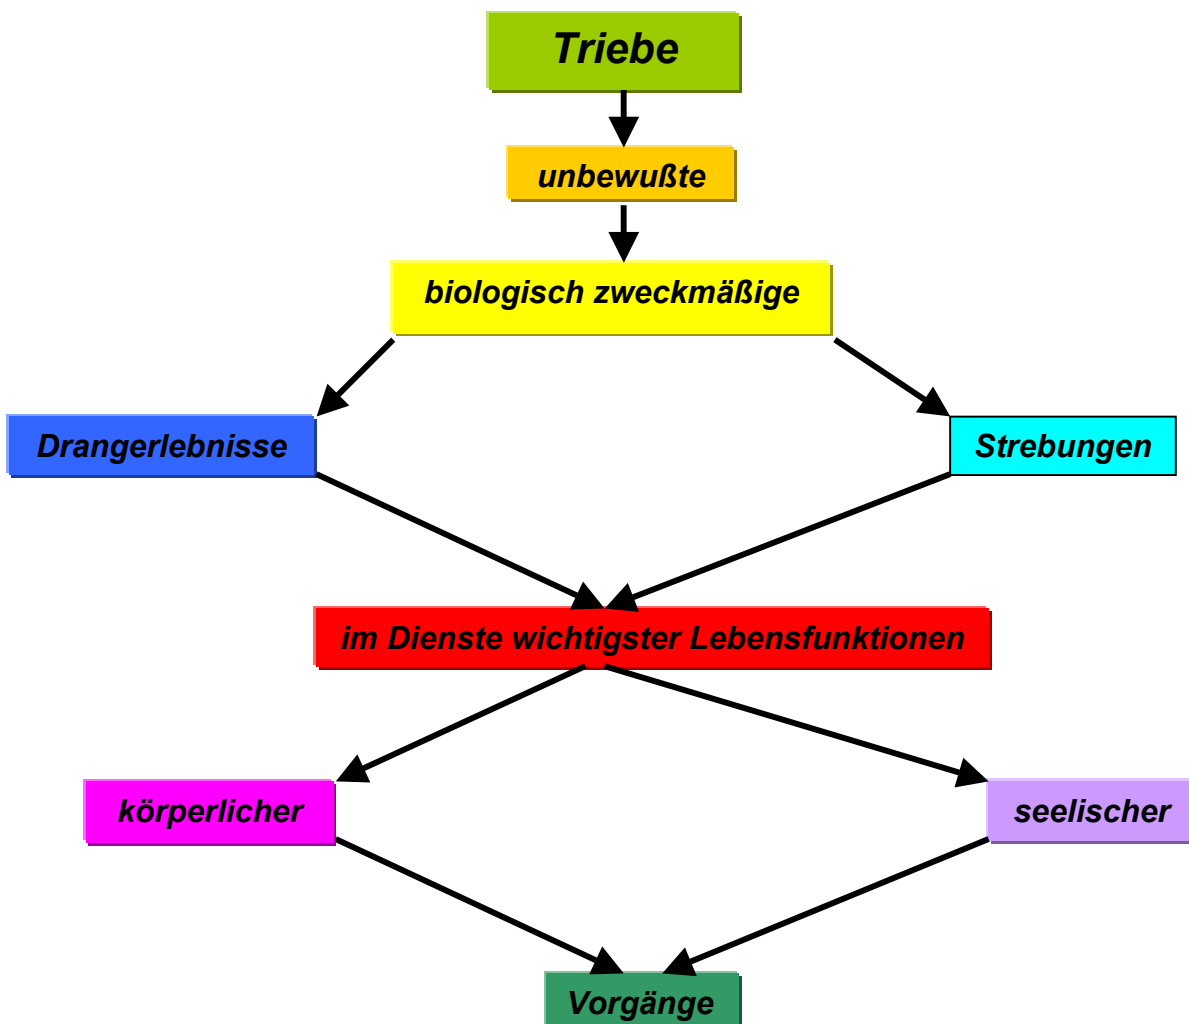 Triebe
unbewußte
biologisch zweckmäßige
Drangerlebnisse
Strebungen
im Dienste wichtigster Lebensfunktionen
körperlicher
seelischer
Vorgänge